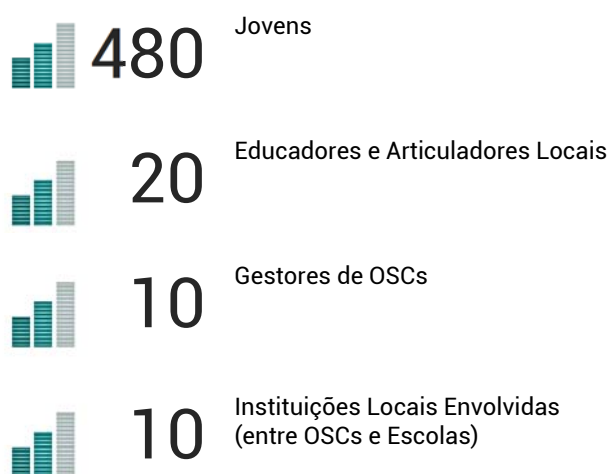 480 Jovens
20 Educadores e Articuladores Locais
10 Gestores de OSCs
10 Instituições Locais Envolvidas
(entre OSCs e Escolas)